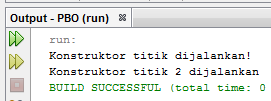 Output - PBO (run)
run:
Konstruktor titik dijalankan!
Konstruktor titik 2 dijalankan
BUILD SUCCESSFUL (total time: 0